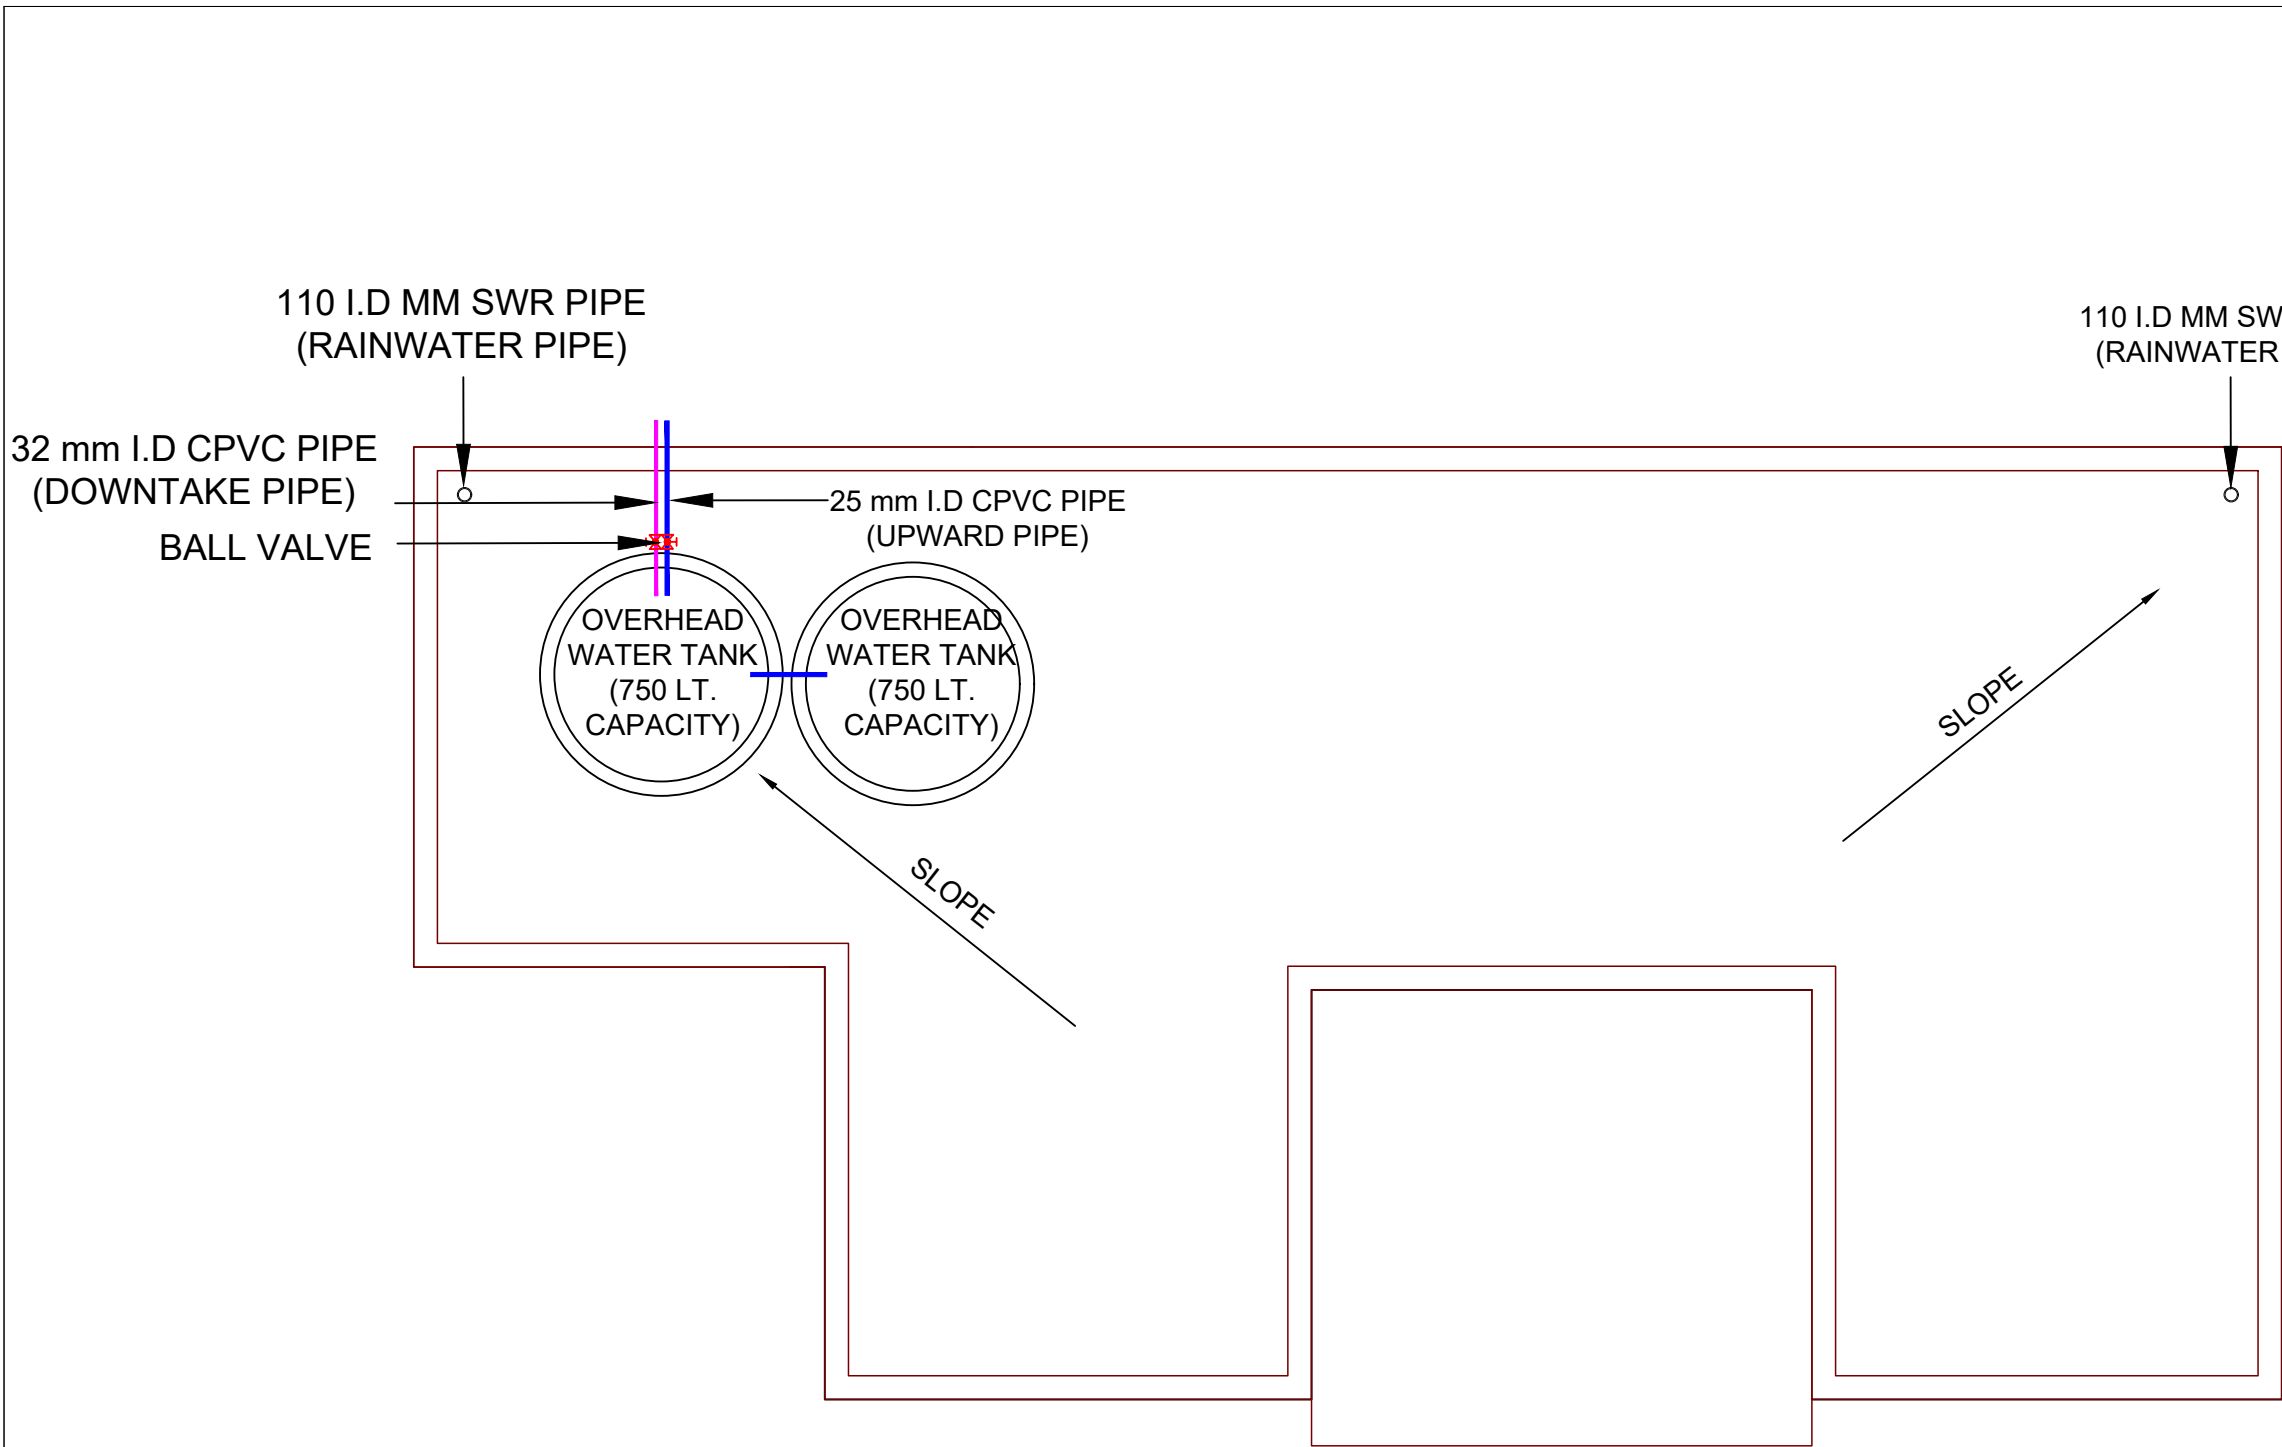 110 I.D MM SWR PIPE
(RAINWATER PIPE)
110 I.D MM SW
(RAINWATER
32 mm I.D CPVC PIPE
(DOWNTAKE PIPE)
25 mm I.D CPVC PIPE
(UPWARD PIPE)
BALL VALVE
OVERHEAD
WATER TANK
(750 LT.
CAPACITY)
OVERHEAD
WATER TANK
(750 LT.
CAPACITY)
SLOPE
SLOPE